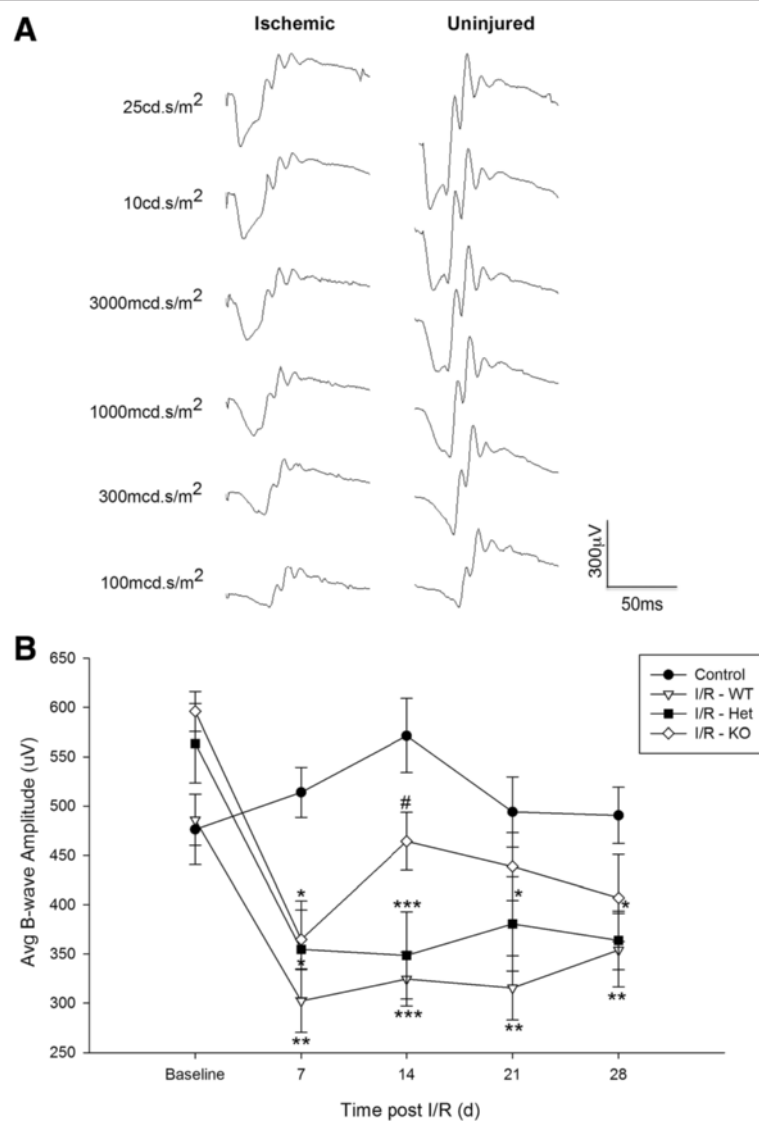 A
Ischemic Uninjured
25cd.s/m²
10cd.s/m²
3000mcd.s/m²
1000mcd.s/m²
300mcd.s/m²
100mcd.s/m²
300µV
50ms
B
Avg B-wave Amplitude (uV)
650
600
550
500
450
400
350
300
250
Control
I/R - WT
I/R - Het
I/R - KO
#
* *** * *
*
** *** ** **
Baseline 7 14 21 28
Time post I/R (d)